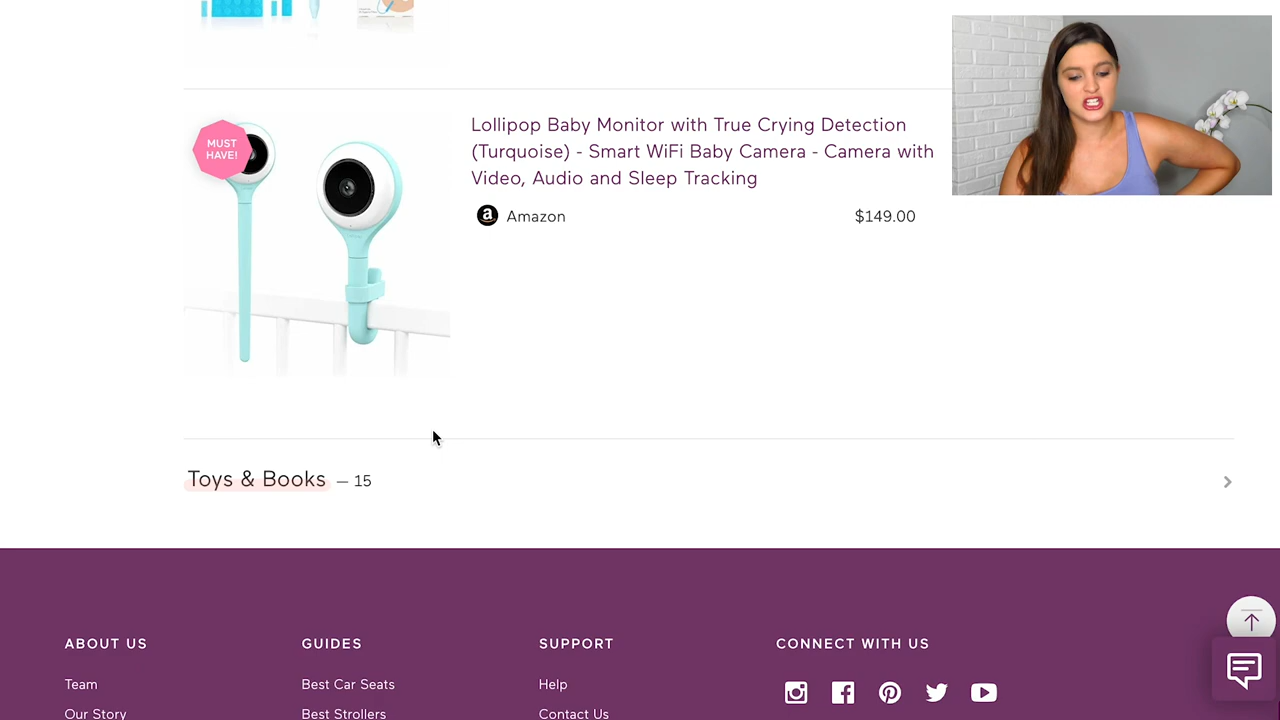 MUST
HAVE!
Lollipop Baby Monitor with True Crying Detection
(Turquoise) - Smart WiFi Baby Camera - Camera with
Video, Audio and Sleep Tracking
a Amazon $149.00
Toys & Books — 15
ABOUT US GUIDES SUPPORT CONNECT WITH US
Team Best Car Seats Help
Our Story Best Strollers Contact Us